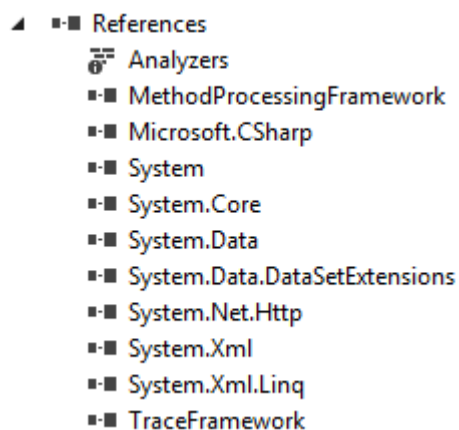 References
Analyzers
MethodProcessingFramework
Microsoft.CSharp
System
System.Core
System.Data
System.Data.DataSetExtensions
System.Net.Http
System.Xml
System.Xml.Linq
TraceFramework